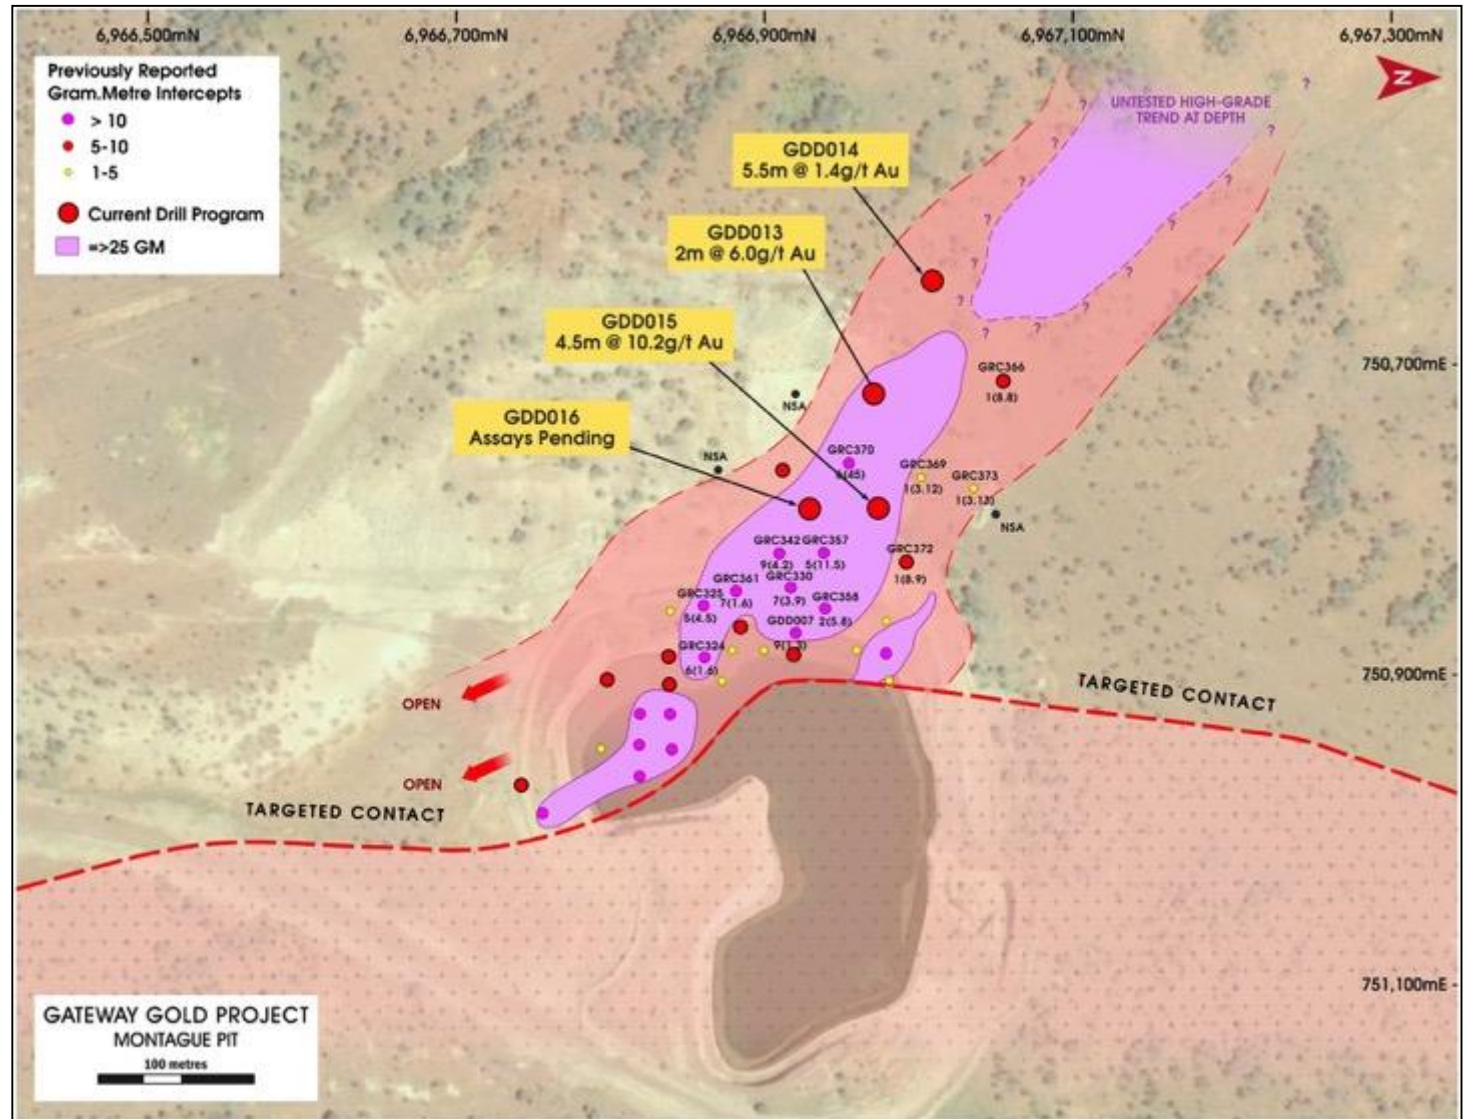 6,966,500mN
6,966,700mN
6,966,900mN
6,967,100mN
6,967,300mN
Previously Reported
Gram.Metre Intercepts
> 10
5-10
1-5
Current Drill Program
=>25 GM
N
UNTESTED HIGH-GRADE
TREND AT DEPTH
?
?
?
?
?
?
?
?
?
?
?
?
?
?
GDD014
5.5m @ 1.4g/t Au
GDD013
2m @ 6.0g/t Au
GDD015
4.5m @ 10.2g/t Au
GDD016
Assays Pending
750,700mE
GRC366
1(8.8)
NSA
NSA
GRC370
GRC369
1(3.12)
GRC373
1(3.13)
NSA
GRC342
9(4.2)
GRC357
5(11.5)
GRC372
1(8.9)
GRC361
7(1.6)
GRC330
7(3.9)
GRC325
5(4.5)
GRC358
2(5.8)
GDD007
GRC324
6(1.6)
750,900mE
OPEN
OPEN
TARGETED CONTACT
TARGETED CONTACT
751,100mE
GATEWAY GOLD PROJECT
MONTAGUE PIT
100 metres